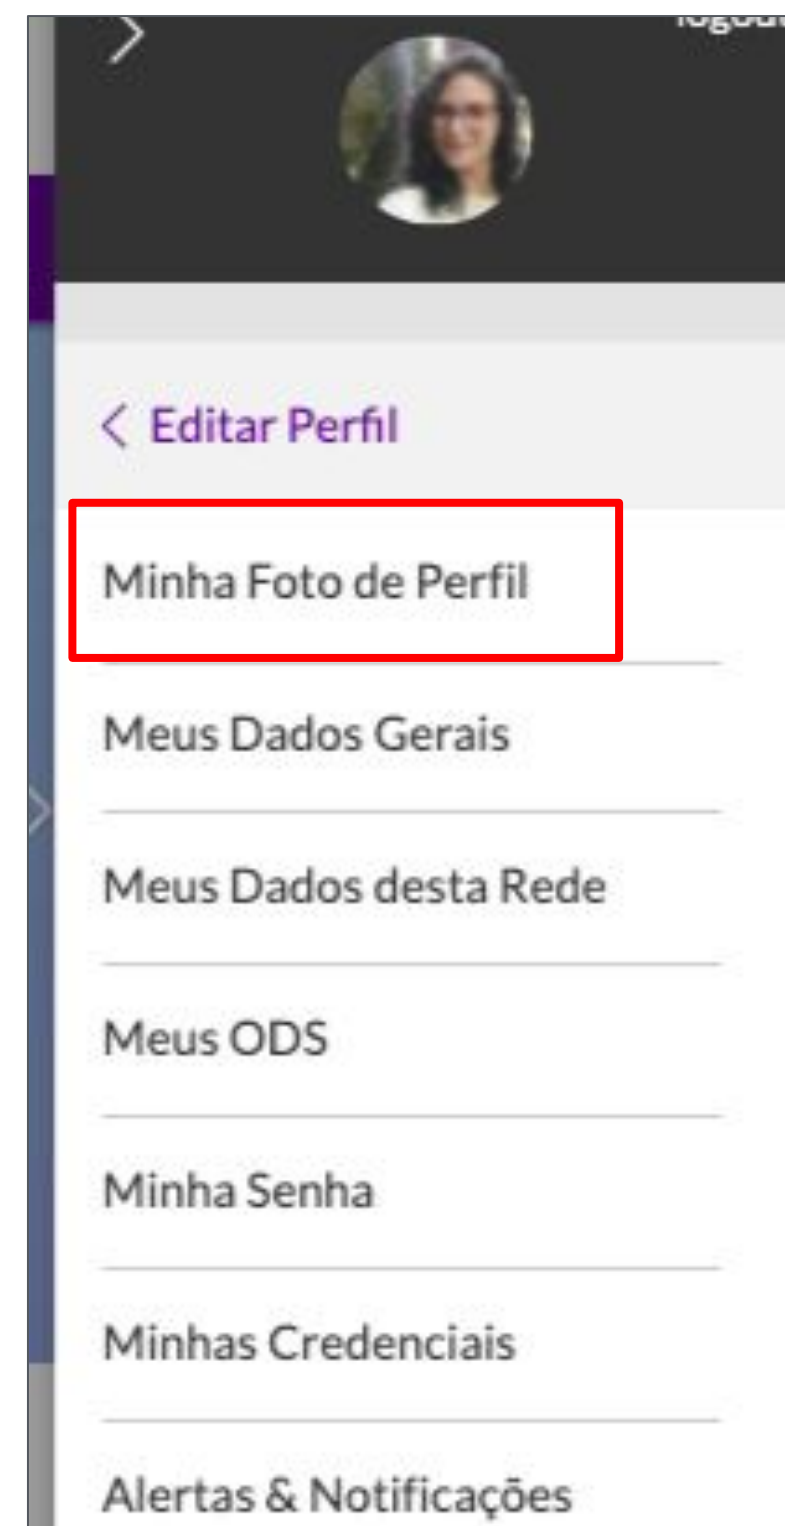 logout
< Editar Perfil
Minha Foto de Perfil
Meus Dados Gerais
Meus Dados desta Rede
Meus ODS
Minha Senha
Minhas Credenciais
Alertas & Notificações